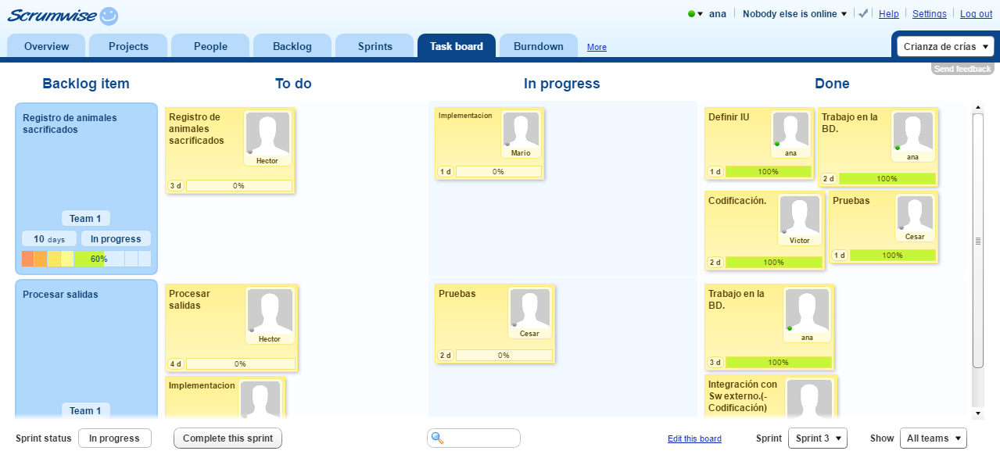 Scrumwise
ana
Nobody else is online
Help
Settings
Log out
Overview
Projects
People
Backlog
Sprints
Task board
Burndown
More
Crianza de crías
Send feedback
Backlog item
To do
In progress
Done
Registro de animales
sacrificados
Team 1
10 days
In progress
60%
Registro de
animales
sacrificados
Hector
3 d
0%
Implementacion
Mario
1 d
0%
Definir IU
ana
1 d
100%
Trabajo en la
BD.
ana
2 d
100%
Codificación.
Victor
2 d
100%
Pruebas
Cesar
1 d
100%
Procesar salidas
Team 1
Procesar
salidas
Hector
4 d
0%
Implementacion
Pruebas
Cesar
2 d
0%
Trabajo en la
BD.
ana
3 d
100%
Integración con
Sw externo.(-
Codificación)
Sprint status
In progress
Complete this sprint
Edit this board
Sprint
Sprint 3
Show
All teams